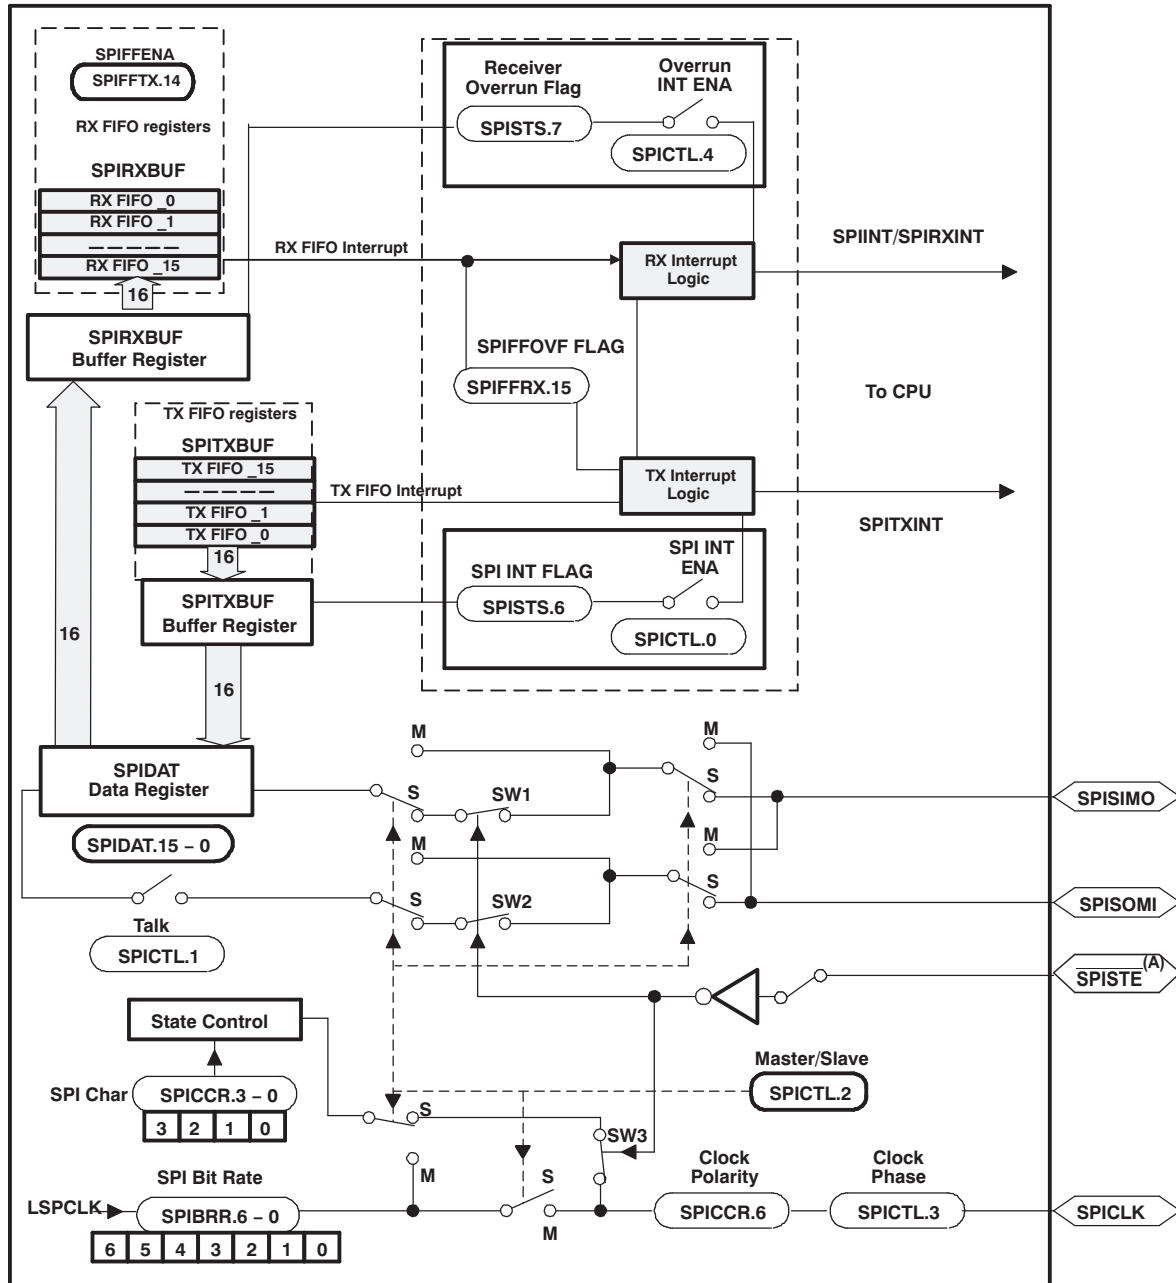 SPIFFENA
SPIFFTX.14
RX FIFO registers
SPIRXBUF
RX FIFO _0
RX FIFO _1
–––––
RX FIFO _15
16
SPIRXBUF
Buffer Register
Receiver
Overrun Flag
SPISTS.7
Overrun
INT ENA
SPICTL.4
RX FIFO Interrupt
RX Interrupt
Logic
SPIINT/SPIRXINT
SPIFFOVF FLAG
SPIFFRX.15
To CPU
TX FIFO registers
SPITXBUF
TX FIFO _15
–––––
TX FIFO _1
TX FIFO _0
16
TX FIFO Interrupt
TX Interrupt
Logic
SPITXINT
SPITXBUF
Buffer Register
16
16
SPI INT FLAG
SPISTS.6
SPI INT
ENA
SPICTL.0
SPIDAT
Data Register
SPIDAT.15 – 0
M
S
SW1
M
S
SPISIMO
M
S
SW2
M
S
SPISOMI
Talk
SPICTL.1
SPISTE (A)
State Control
Master/Slave
SPICTL.2
SPI Char
SPICCR.3 – 0
3 2 1 0
S
M
SW3
SPI Bit Rate
LSPCLK
SPIBRR.6 – 0
6 5 4 3 2 1 0
S
M
Clock
Polarity
SPICCR.6
Clock
Phase
SPICTL.3
SPICLK